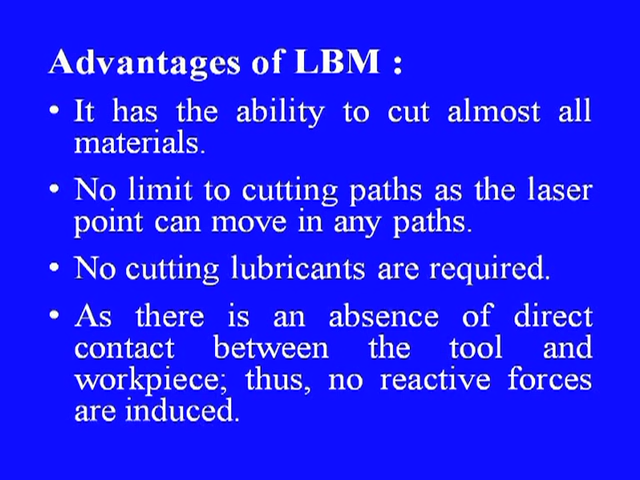 Advantages of LBM :
• It has the ability to cut almost all
materials.
• No limit to cutting paths as the laser
point can move in any paths.
• No cutting lubricants are required.
• As there is an absence of direct
contact between the tool and
workpiece; thus, no reactive forces
are induced.